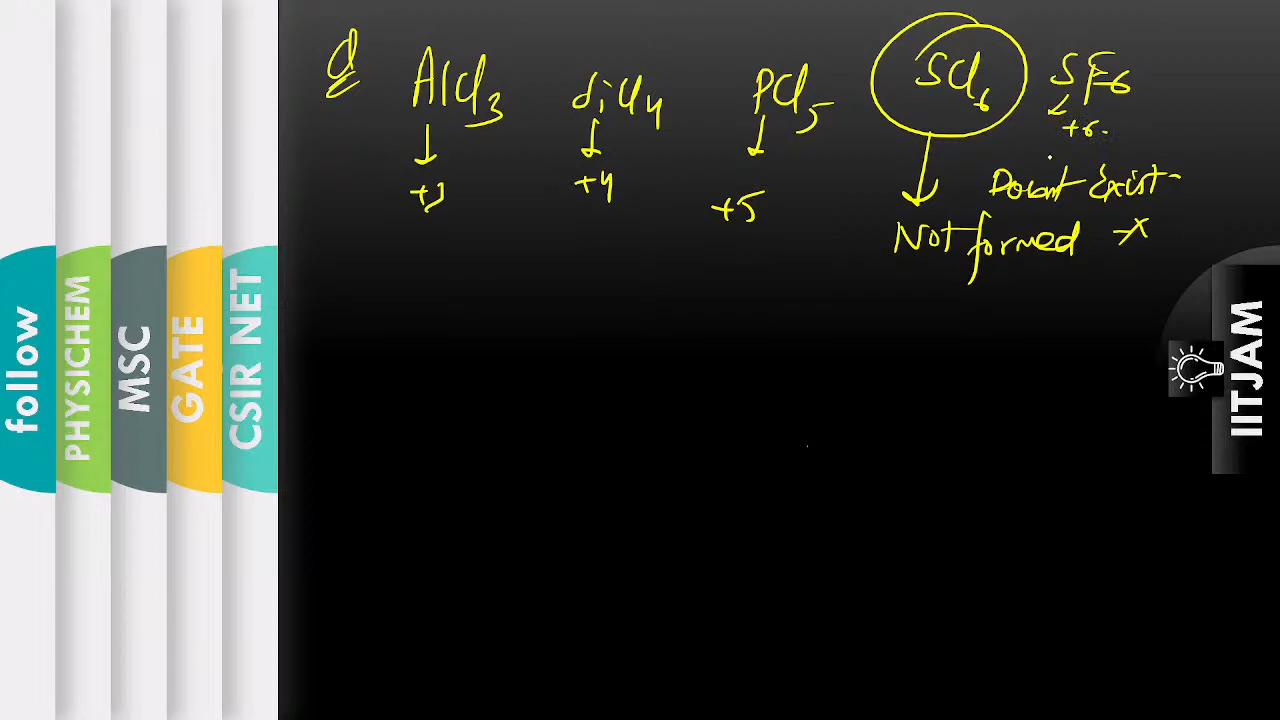 d AlCl3 SiCl4 PCl5 SCl6 SF6
+3 +4 +5 +6
Exist
Not formed x
follow
PHYSICHEM
MSC
GATE
CSIR NET
IITJAM